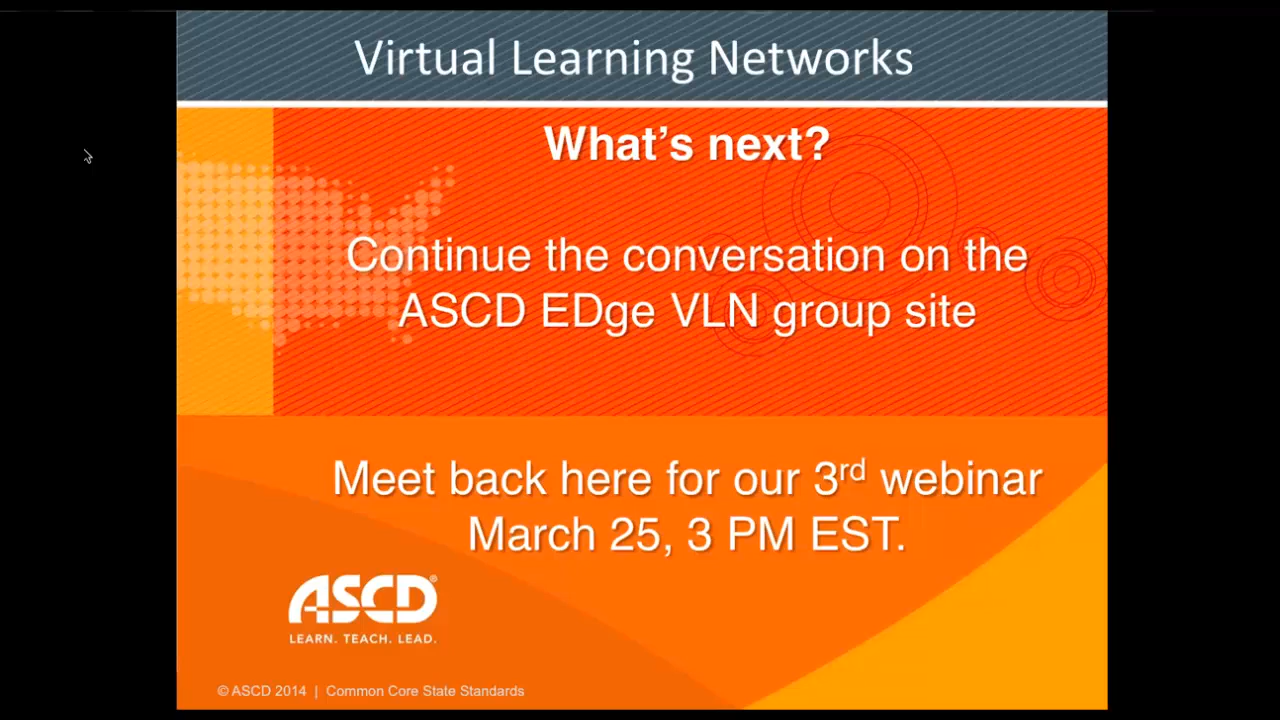 Virtual Learning Networks
What's next?
Continue the conversation on the
ASCD EDge VLN group site
Meet back here for our 3rd webinar
March 25, 3 PM EST.
ASCD®
LEARN. TEACH. LEAD.
© ASCD 2014 | Common Core State Standards